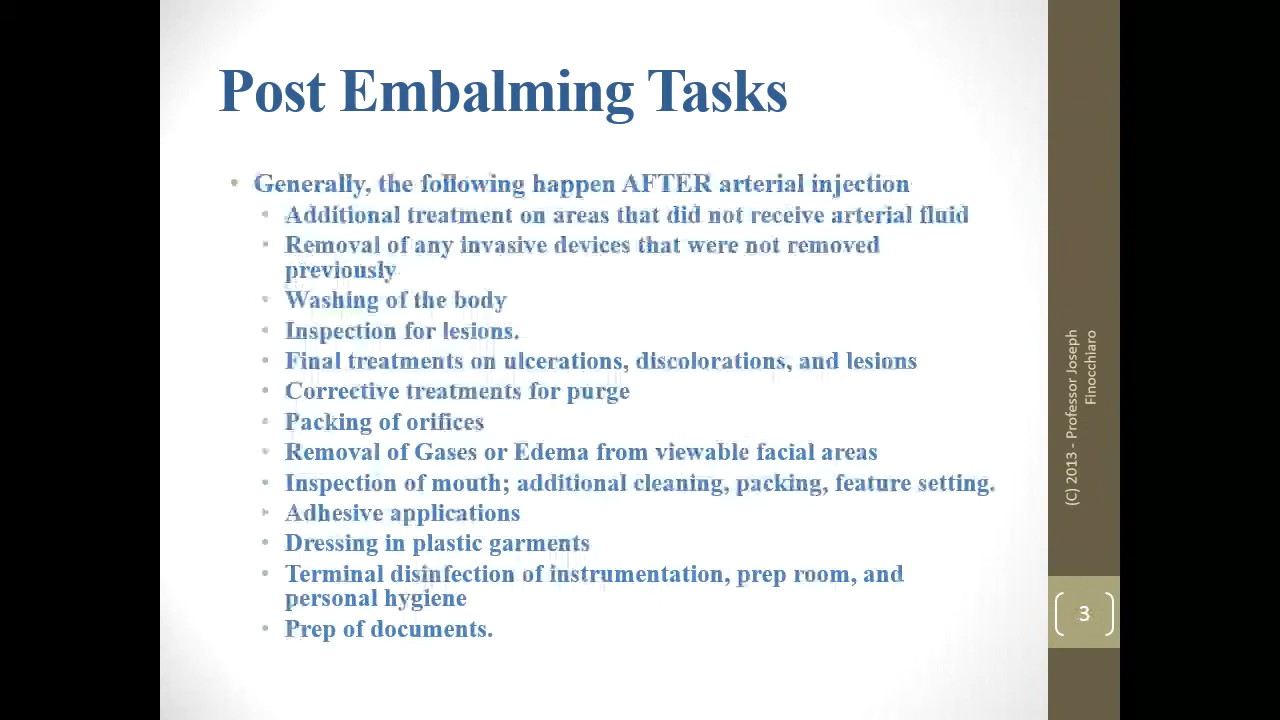 Post Embalming Tasks
• Generally, the following happen AFTER arterial injection
• Additional treatment on areas that did not receive arterial fluid
• Removal of any invasive devices that were not removed
previously
• Washing of the body
• Inspection for lesions.
• Final treatments on ulcerations, discolorations, and lesions
• Corrective treatments for purge
• Packing of orifices
• Removal of Gases or Edema from viewable facial areas
• Inspection of mouth; additional cleaning, packing, feature setting.
• Adhesive applications
• Dressing in plastic garments
• Terminal disinfection of instrumentation, prep room, and
personal hygiene
• Prep of documents.
(C) 2013 - Professor Joseph
Finocchiaro
3